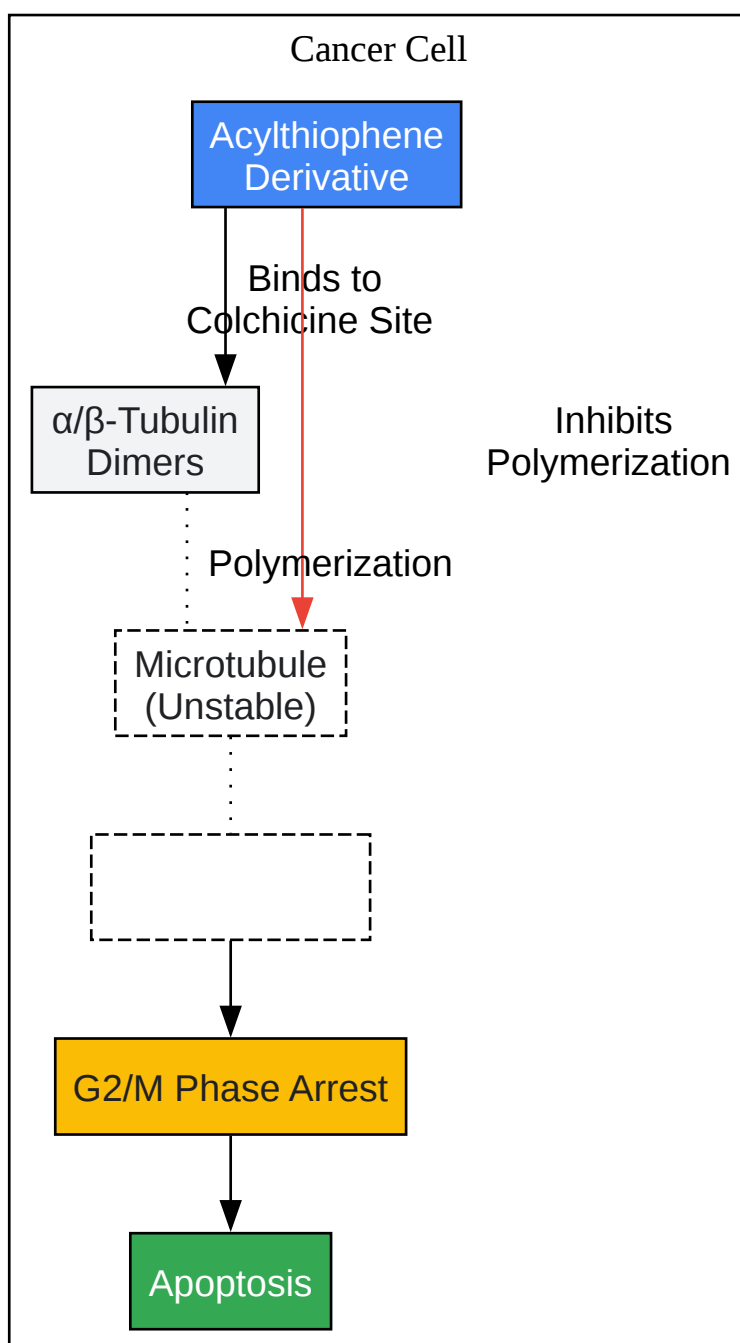 Cancer Cell
Acylthiophene
Derivative
Binds to
Colchicine Site
α/β-Tubulin
Dimers
Inhibits
Polymerization
Polymerization
Microtubule
(Unstable)
G2/M Phase Arrest
Apoptosis